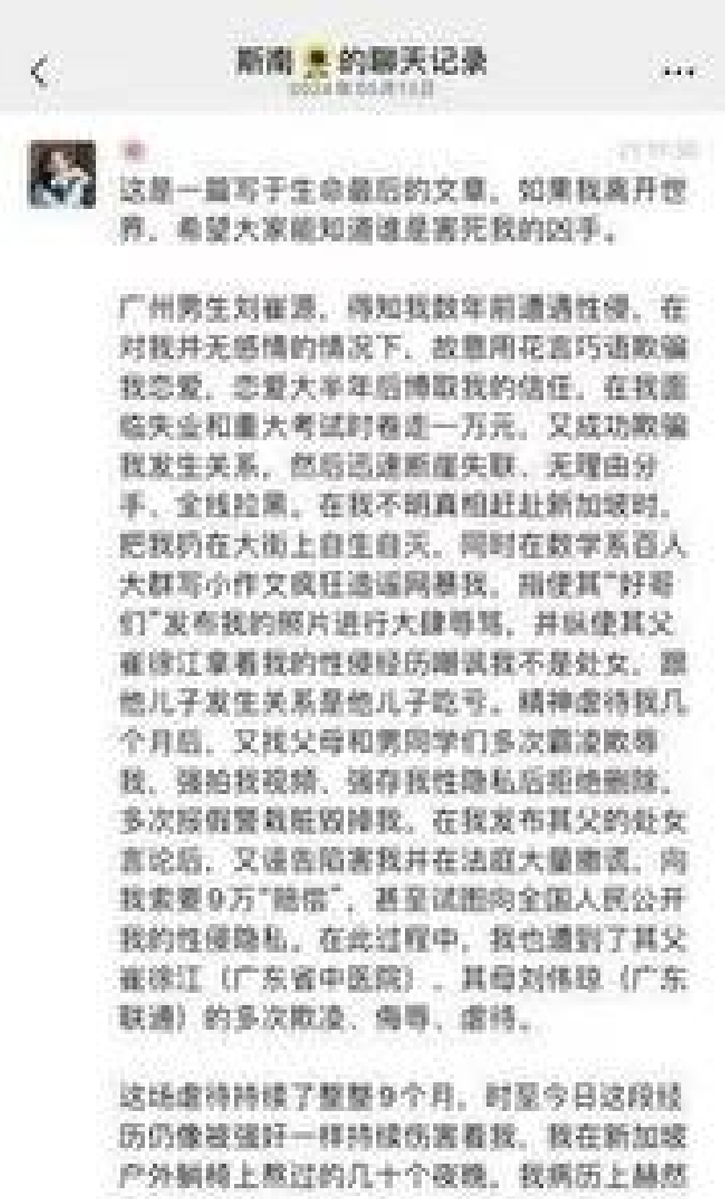 斯南🌻的聊天记录
这是一篇写于生命最后的文章，如果我离开世
界，希望大家能知道谁是害死我的凶手。
广州男生刘崔源，得知我数年前遭遇性侵，在
对我并无感情的情况下，故意用花言巧语欺骗
我恋爱，恋爱大半年后博取我的信任，在我面
临失业和重大考试时卷走一万元，又成功欺骗
我发生关系，然后迅速断崖失联、无理由分
手、全线拉黑。在我不明真相赶赴新加坡时，
把我扔在大街上自生自灭，同时在数学系百人
大群写小作文疯狂造谣网暴我，指使其“好哥
们”发布我的照片进行大肆辱骂，并纵使其父
崔徐江拿着我的性侵经历嘲讽我不是处女，跟
他儿子发生关系是他儿子吃亏。精神虐待我几
个月后，又找父母和男同学们多次霸凌欺辱
我，强拍我视频、强存我性隐私后拒绝删除，
多次报假警栽赃毁掉我。在我发布其父的处女
言论后，又诬告陷害我并在法庭大量撒谎，向
我索要9万“赔偿”，甚至试图向全国人民公开
我的性侵隐私。在此过程中，我也遭到了其父
崔徐江（广东省中医院）、其母刘伟琼（广东
联通）的多次欺凌、侮辱、虐待。
这场虐待持续了整整9个月，时至今日这段经
历仍像被强奸一样持续伤害着我。我在新加坡
户外躺椅上熬过的几十个夜晚，我病历上赫然